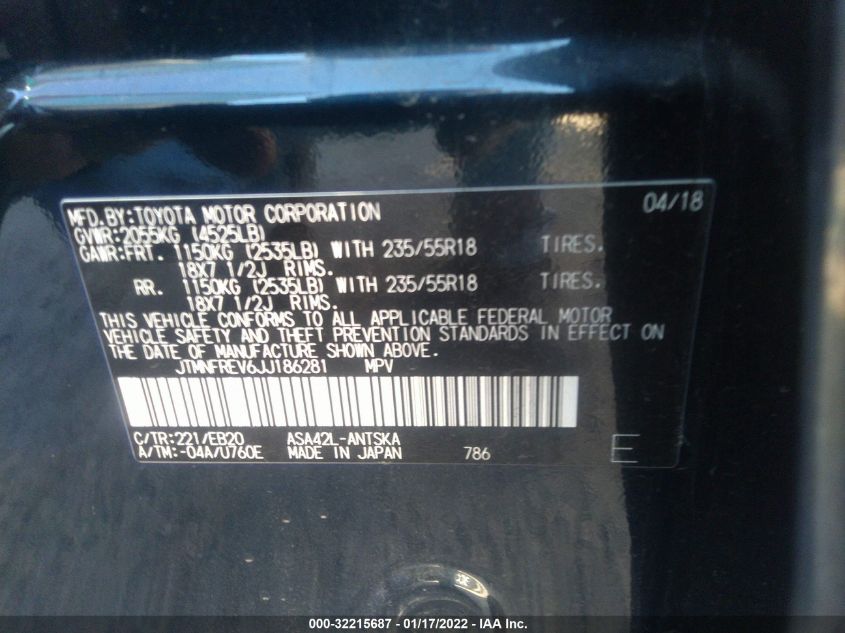 MFD.BY:TOYOTA MOTOR CORPORATION 04/18
GVWR:2055KG (4525LB)
GAWR:FRT. 1150KG (2535LB) WITH 235/55R18 TIRES.
18X7 1/2J RIMS.
RR. 1150KG (2535LB) WITH 235/55R18 TIRES.
18X7 1/2J RIMS.
THIS VEHICLE CONFORMS TO ALL APPLICABLE FEDERAL MOTOR
VEHICLE SAFETY AND THEFT PREVENTION STANDARDS IN EFFECT ON
THE DATE OF MANUFACTURE SHOWN ABOVE.
JTMNFREV6JJ186281 MPV
C/TR:221/EB20 ASA42L-ANTSKA
A/TM:-04A/U760E MADE IN JAPAN 786 E
000-32215687 - 01/17/2022 - IAA Inc.